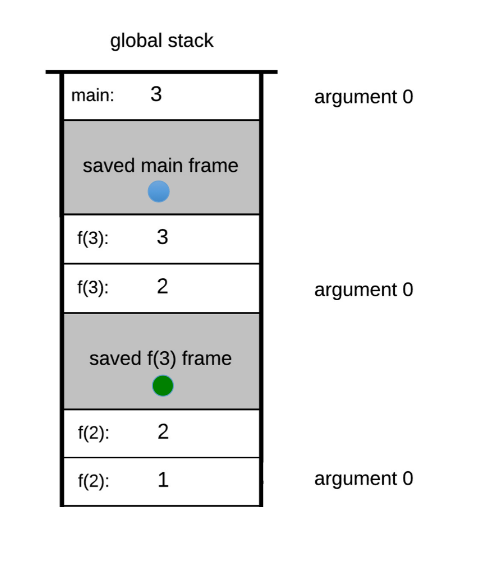 global stack
main: 3 argument 0
saved main frame
f(3): 3
f(3): 2 argument 0
saved f(3) frame
f(2): 2
f(2): 1 argument 0